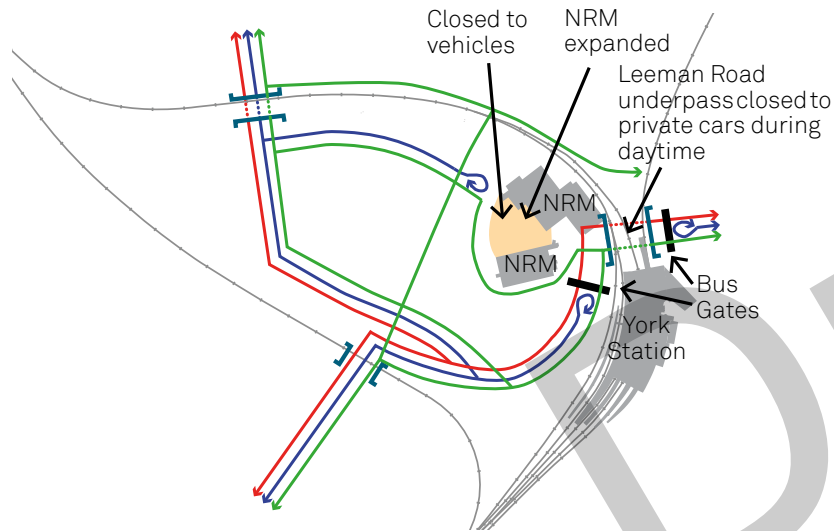 Closed to
vehicles
NRM
expanded
Leeman Road
underpass closed to
private cars during
daytime
NRM
NRM
Bus
Gates
York
Station